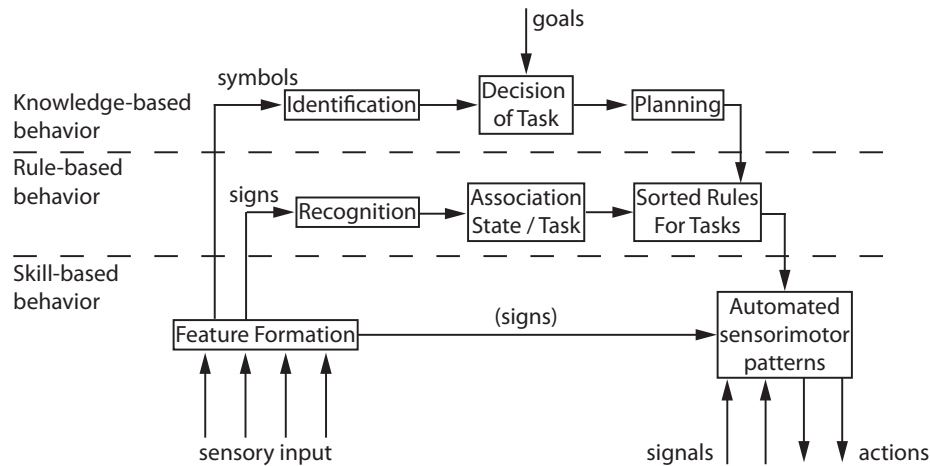 goals
symbols
Knowledge-based
behavior
Identification
Decision
of Task
Planning
Rule-based
behavior
signs
Recognition
Association
State / Task
Sorted Rules
For Tasks
Skill-based
behavior
Feature Formation
(signs)
Automated
sensorimotor
patterns
sensory input
signals
actions